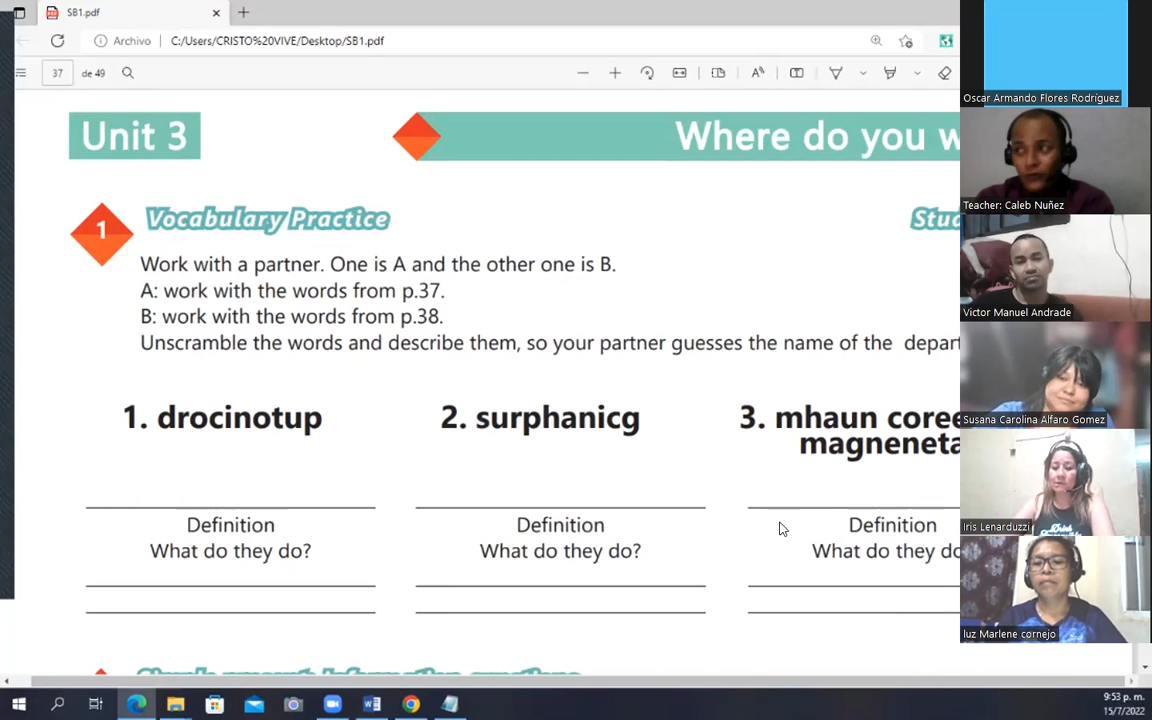 SB1.pdf
Archivo
C:/Users/CRISTO%20VIVE/Desktop/SB1.pdf
37 de 49
Unit 3
Where do you w
1
Vocabulary Practice
Stu
Work with a partner. One is A and the other one is B.
A: work with the words from p.37.
B: work with the words from p.38.
Unscramble the words and describe them, so your partner guesses the name of the depart
1. drocinotup
2. surphanicg
3. mhaun coree
magneneta
Definition
What do they do?
Definition
What do they do?
Definition
What do they do
Oscar Armando Flores Rodríguez
Teacher: Caleb Nuñez
Victor Manuel Andrade
Susana Carolina Alfaro Gomez
Iris Lenarduzzi
luz Marlene cornejo
9:53 p. m.
15/7/2022